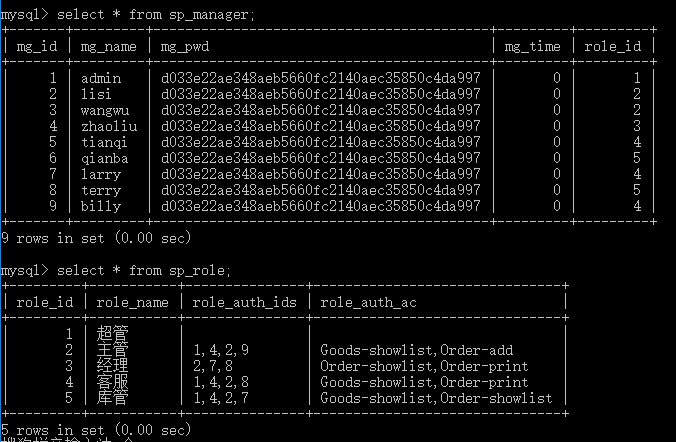 mysql> select * from sp_manager;
| mg_id | mg_name | mg_pwd | mg_time | role_id |
| 1 | admin | d033e22ae348aeb5660fc2140aec35850c4da997 | 0 | 1 |
| 2 | lisi | d033e22ae348aeb5660fc2140aec35850c4da997 | 0 | 2 |
| 3 | wangwu | d033e22ae348aeb5660fc2140aec35850c4da997 | 0 | 2 |
| 4 | zhaoliu | d033e22ae348aeb5660fc2140aec35850c4da997 | 0 | 3 |
| 5 | tianqi | d033e22ae348aeb5660fc2140aec35850c4da997 | 0 | 4 |
| 6 | qianba | d033e22ae348aeb5660fc2140aec35850c4da997 | 0 | 5 |
| 7 | larry | d033e22ae348aeb5660fc2140aec35850c4da997 | 0 | 4 |
| 8 | terry | d033e22ae348aeb5660fc2140aec35850c4da997 | 0 | 5 |
| 9 | billy | d033e22ae348aeb5660fc2140aec35850c4da997 | 0 | 4 |
9 rows in set (0.00 sec)
mysql> select * from sp_role;
| role_id | role_name | role_auth_ids | role_auth_ac |
| 1 | 超管 | | |
| 2 | 主管 | 1,4,2,9 | Goods-showlist,Order-add |
| 3 | 经理 | 2,7,8 | Order-showlist,Order-print |
| 4 | 客服 | 1,4,2,8 | Goods-showlist,Order-print |
| 5 | 库管 | 1,4,2,7 | Goods-showlist,Order-showlist |
5 rows in set (0.00 sec)